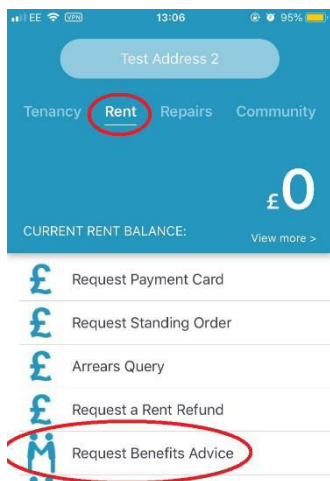 EE VPN 13:06 95%
Test Address 2
Tenancy Rent Repairs Community
£0
CURRENT RENT BALANCE: View more >
£ Request Payment Card
£ Request Standing Order
£ Arrears Query
£ Request a Rent Refund
Request Benefits Advice